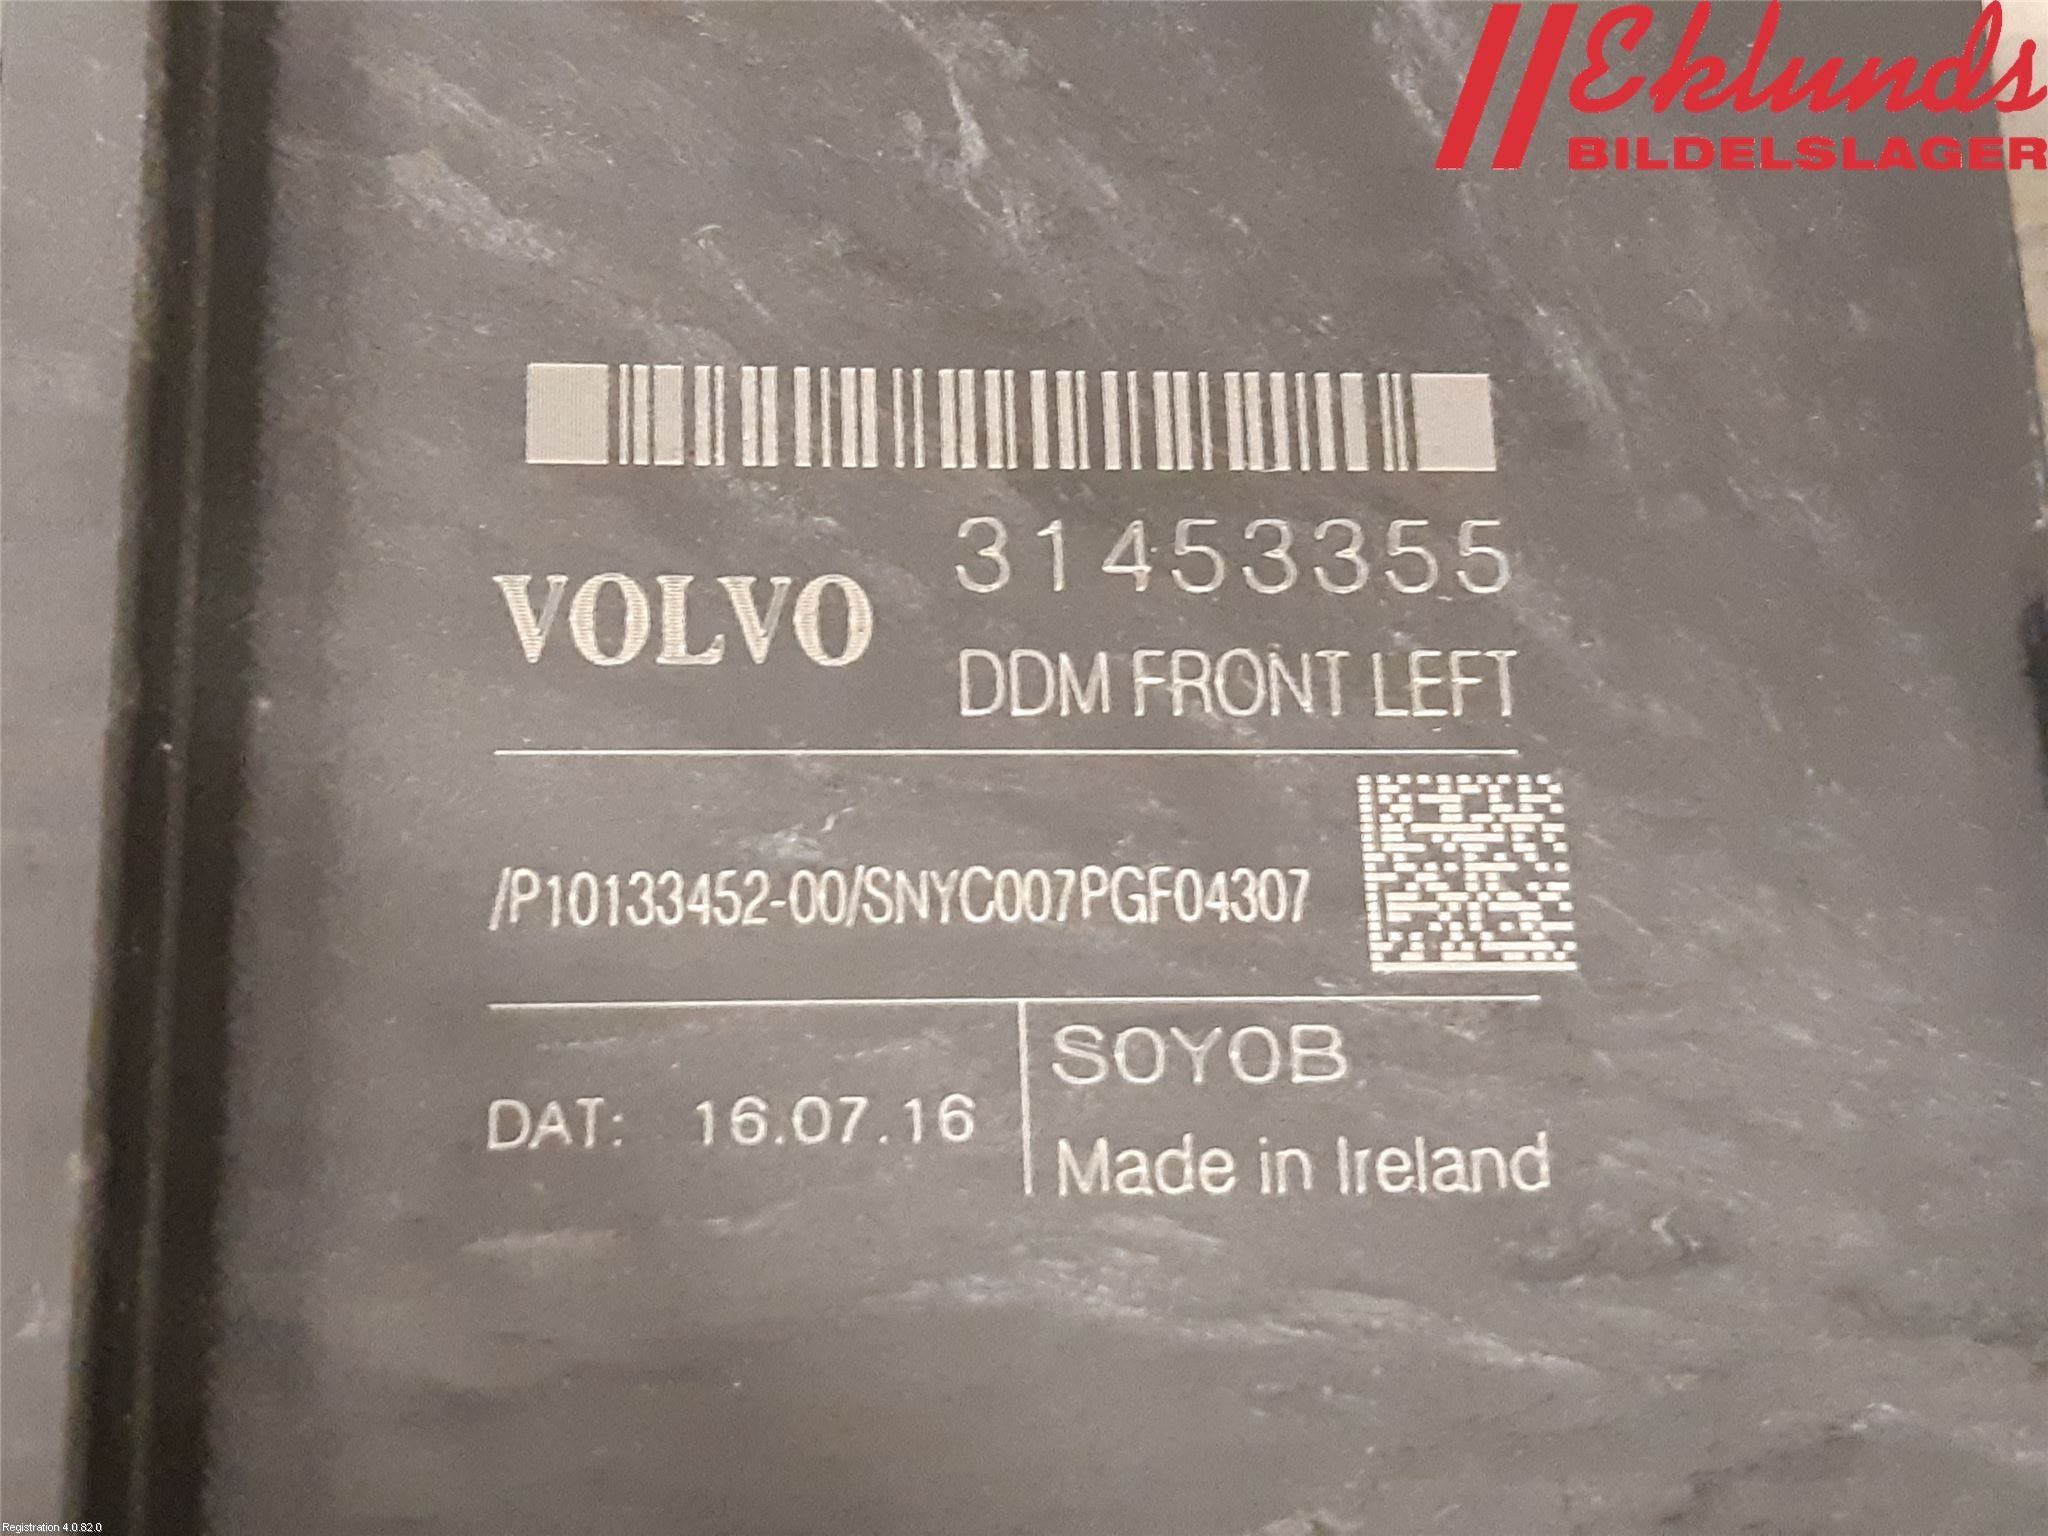 Eklunds
BILDELSLAGER
31453355
VOLVO
DDM FRONT LEFT
/P10133452-00/SNYC007PGF04307
SOYOB
DAT: 16.07.16
Made in Ireland
Registration 4.0.82.0